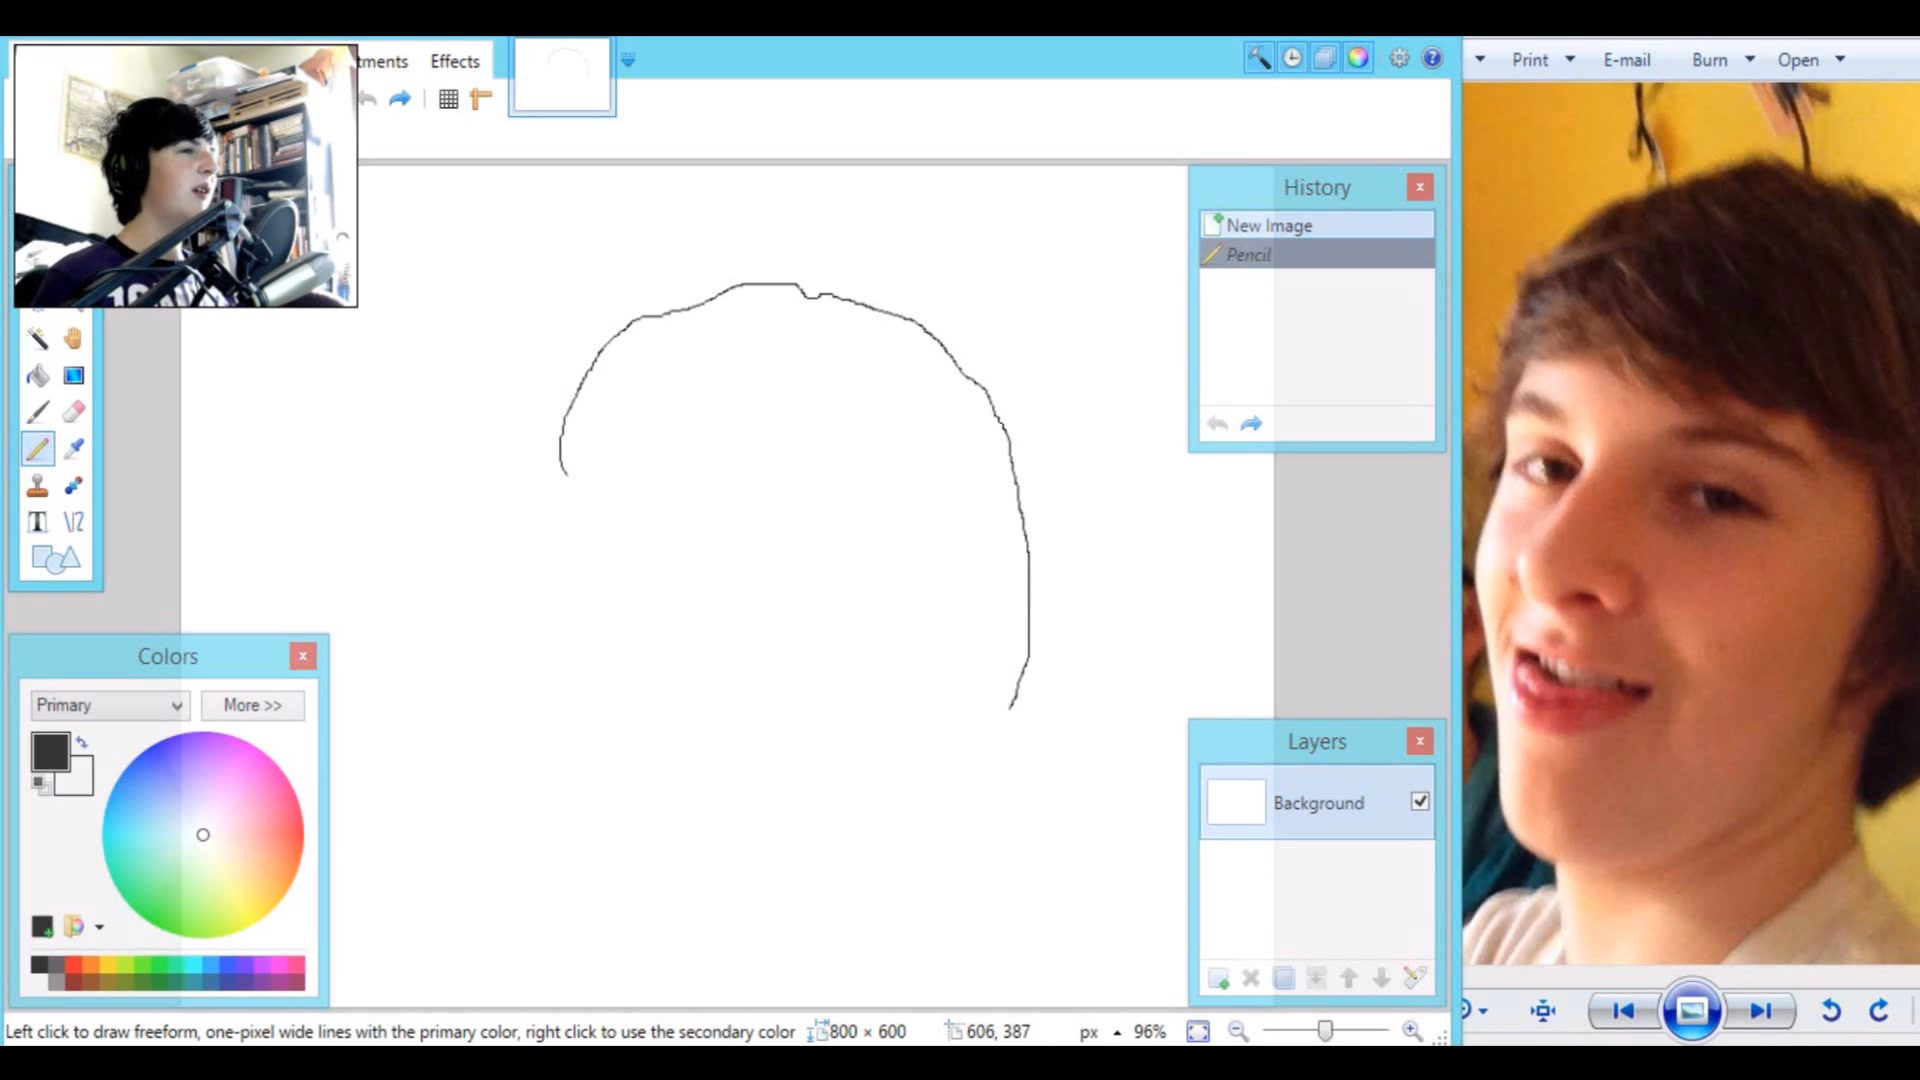 tments Effects
Print E-mail Burn Open
History
New Image
Pencil
Colors
Primary More >>
Layers
Background
Left click to draw freeform, one-pixel wide lines with the primary color, right click to use the secondary color 800 × 600 606, 387 px 96%